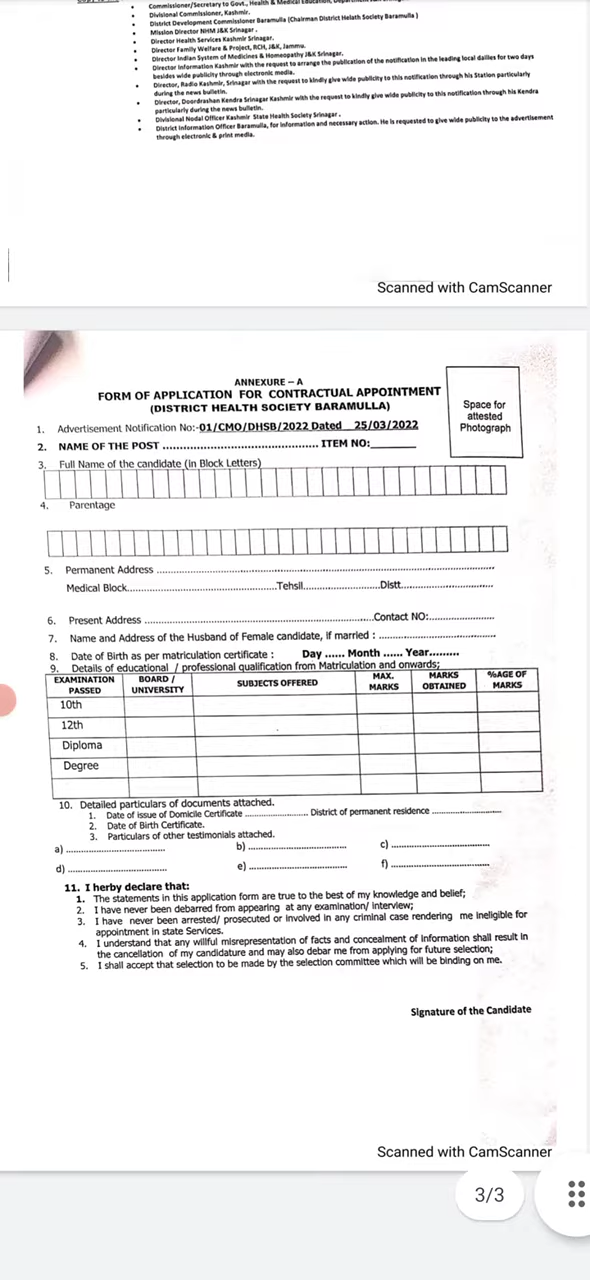 Commissioner/Secretary to Govt., Health & Medical Education, 
Divisional Commissioner, Kashmir.
District Development Commissioner Baramulla (Chairman District Helath Society Baramulla )
Mission Director NHM J&K Srinagar .
Director Health Services Kashmir Srinagar.
Director Family Welfare & Project, RCH, J&K, Jammu.
Director Indian System of Medicines & Homeopathy J&K Srinagar.
Director Information Kashmir with the request to arrange the publication of the notification in the leading local dailies for two days
besides wide publicity through electronic media.
Director, Radio Kashmir, Srinagar with the request to kindly give wide publicity to this notification through his Station particularly
during the news bulletin.
Director, Doordrashan Kendra Srinagar Kashmir with the request to kindly give wide publicity to this notification through his Kendra
particularly during the news bulletin.
Divisional Nodal Officer Kashmir State Health Society Srinagar .
District Information Officer Baramulla, for information and necessary action. He is requested to give wide publicity to the advertisement
through electronic & print media.
Scanned with CamScanner
ANNEXURE – A
FORM OF APPLICATION FOR CONTRACTUAL APPOINTMENT
(DISTRICT HEALTH SOCIETY BARAMULLA)
Space for
attested
Photograph
1. Advertisement Notification No:-01/CMO/DHSB/2022 Dated 25/03/2022
2. NAME OF THE POST ............................................. ITEM NO:________
3. Full Name of the candidate (in Block Letters)
4. Parentage
5. Permanent Address ..........................................................................................
Medical Block............................................Tehsil......................Distt...........................
6. Present Address ...............................................................Contact NO:...................
7. Name and Address of the Husband of Female candidate, if married : ................................
8. Date of Birth as per matriculation certificate : Day ...... Month ...... Year.........
9. Details of educational / professional qualification from Matriculation and onwards;
EXAMINATION PASSED BOARD / UNIVERSITY SUBJECTS OFFERED MAX. MARKS MARKS OBTAINED %AGE OF MARKS
10th
12th
Diploma
Degree
10. Detailed particulars of documents attached.
1. Date of issue of Domicile Certificate .................... District of permanent residence .....................
2. Date of Birth Certificate.
3. Particulars of other testimonials attached.
a) .............................. b) .............................. c) ..............................
d) .............................. e) .............................. f) ..............................
11. I herby declare that:
1. The statements in this application form are true to the best of my knowledge and belief;
2. I have never been debarred from appearing at any examination/ interview;
3. I have never been arrested/ prosecuted or involved in any criminal case rendering me ineligible for
appointment in state Services.
4. I understand that any willful misrepresentation of facts and concealment of information shall result in
the cancellation of my candidature and may also debar me from applying for future selection;
5. I shall accept that selection to be made by the selection committee which will be binding on me.
Signature of the Candidate
Scanned with CamScanner
3/3